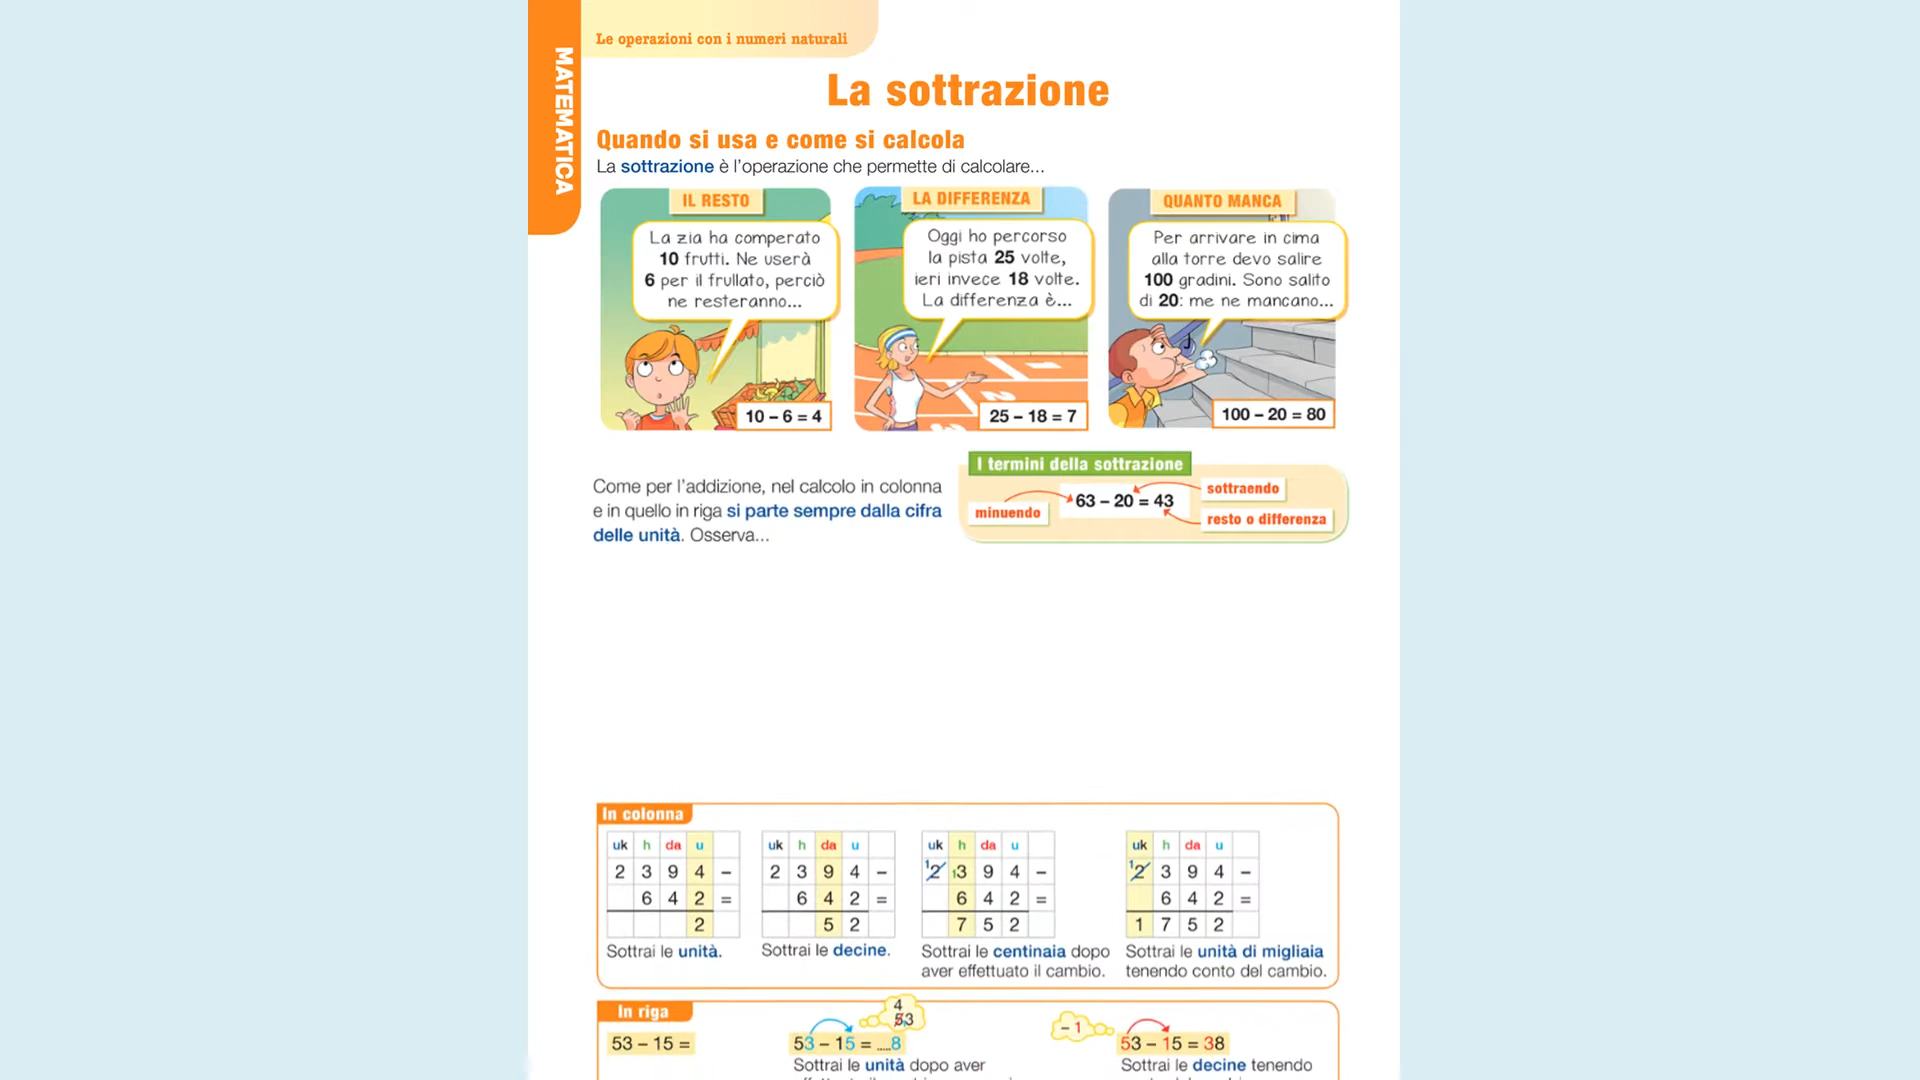 Le operazioni con i numeri naturali
MATEMATICA
La sottrazione
Quando si usa e come si calcola
La sottrazione è l'operazione che permette di calcolare...
IL RESTO
La zia ha comperato
10 frutti. Ne userà
6 per il frullato, perciò
ne resteranno...
10 – 6 = 4
LA DIFFERENZA
Oggi ho percorso
la pista 25 volte,
ieri invece 18 volte.
La differenza è...
25 – 18 = 7
QUANTO MANCA
Per arrivare in cima
alla torre devo salire
100 gradini. Sono salito
di 20: me ne mancano...
100 – 20 = 80
Come per l'addizione, nel calcolo in colonna
e in quello in riga si parte sempre dalla cifra
delle unità. Osserva...
I termini della sottrazione
minuendo
63 – 20 = 43
sottraendo
resto o differenza
In colonna
uk h da u
2 3 9 4 –
6 4 2 =
2
Sottrai le unità.
uk h da u
2 3 9 4 –
6 4 2 =
5 2
Sottrai le decine.
uk h da u
1 2 1 3 9 4 –
6 4 2 =
7 5 2
Sottrai le centinaia dopo
aver effettuato il cambio.
uk h da u
1 2 3 9 4 –
6 4 2 =
1 7 5 2
Sottrai le unità di migliaia
tenendo conto del cambio.
In riga
53 – 15 =
4
53
53 – 15 = ....8
Sottrai le unità dopo aver
– 1
53 – 15 = 38
Sottrai le decine tenendo